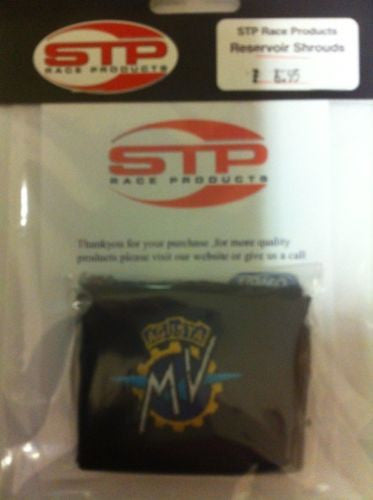 STP
RACE PRODUCTS
STP Race Products
Reservoir Shrouds
STP
RACE PRODUCTS
Thankyou for your purchase ,for more quality
products please visit our website or give us a call
AGUSTA
MV